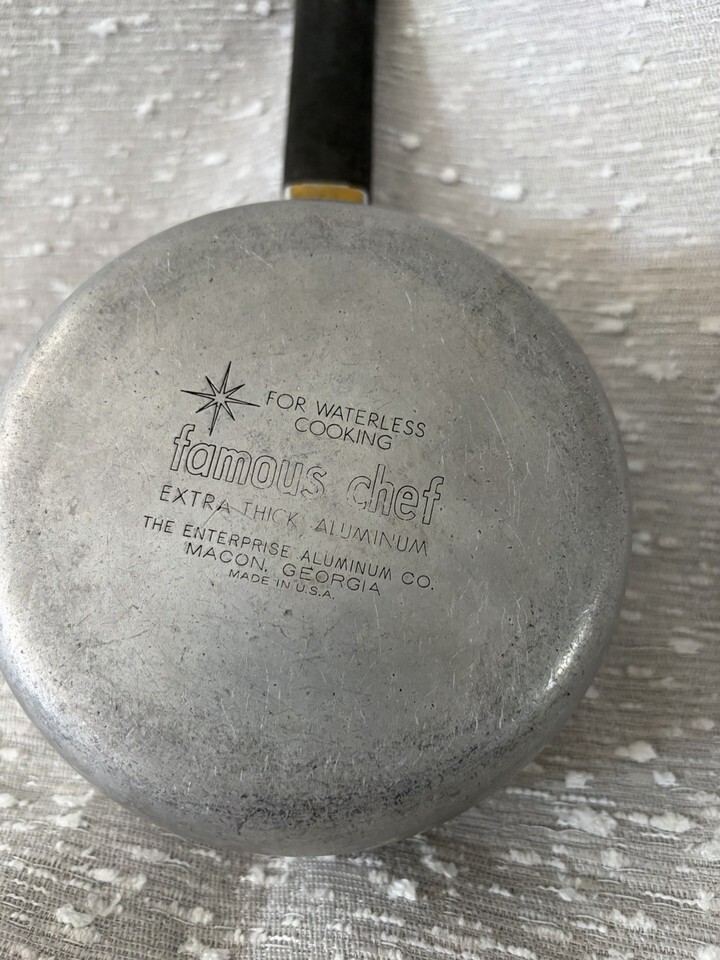 FOR WATERLESS
COOKING
famous chef
EXTRA THICK ALUMINUM
THE ENTERPRISE ALUMINUM CO.
MACON, GEORGIA
MADE IN U.S.A.